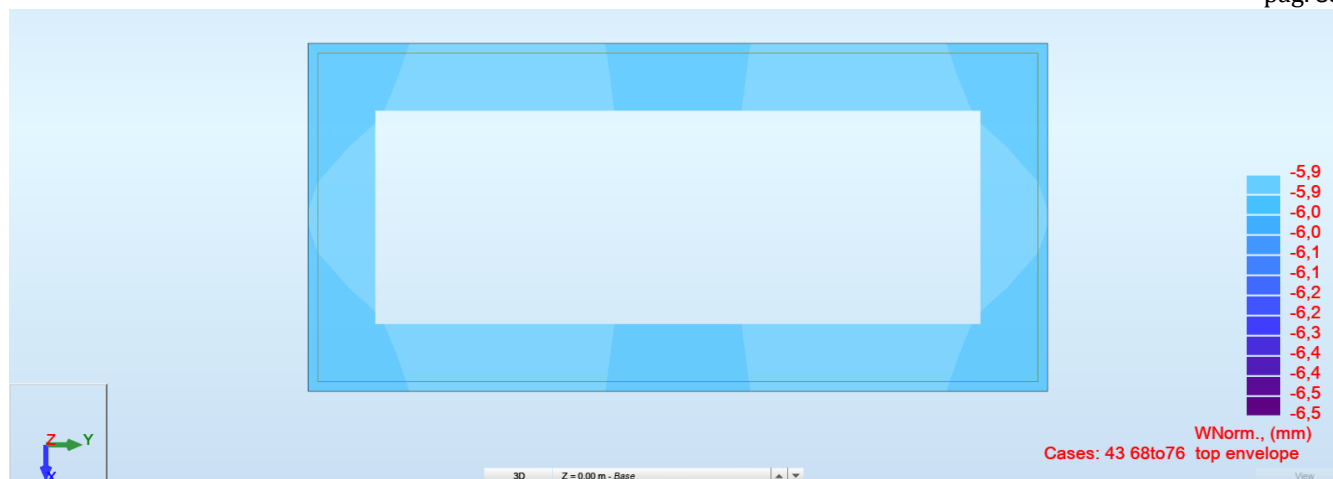 -5,9
-5,9
-6,0
-6,0
-6,1
-6,1
-6,2
-6,2
-6,3
-6,4
-6,4
-6,5
-6,5
WNorm., (mm)
Cases: 43 68to76 top envelope
Z Y
X
3D Z = 0.00 m - Base
View